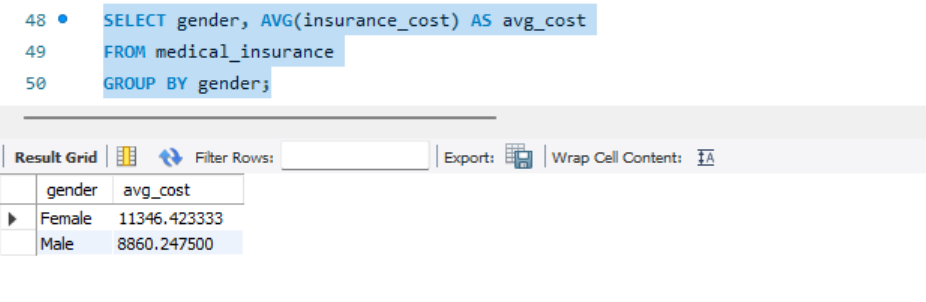 48 SELECT gender, AVG(insurance_cost) AS avg_cost
49 FROM medical_insurance
50 GROUP BY gender;
Result Grid Filter Rows: Export: Wrap Cell Content: IA
gender avg_cost
Female 11346.423333
Male 8860.247500